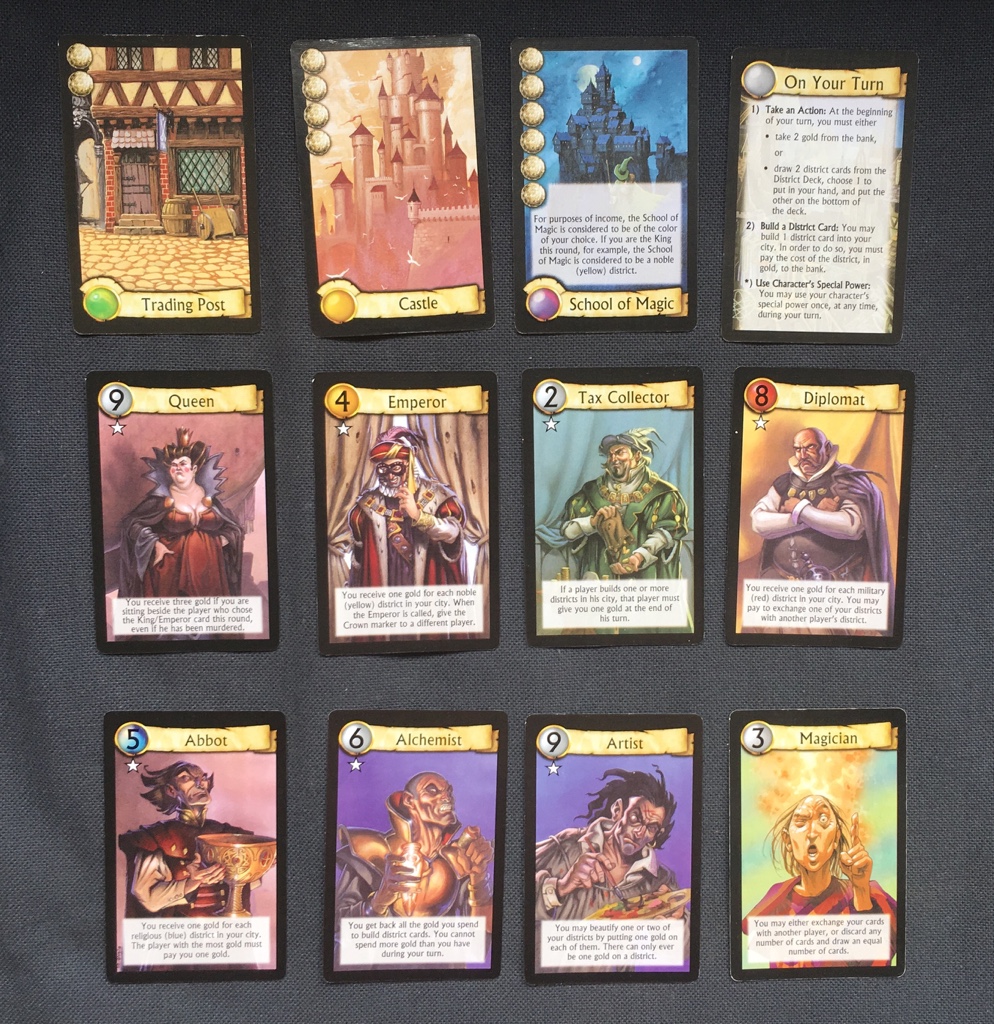 Trading Post
Castle
For purposes of income, the School of
Magic is considered to be of the color
of your choice. If you are the King
this round, for example, the School
of Magic is considered to be a noble
(yellow) district.
School of Magic
On Your Turn
1) Take an Action: At the beginning
of your turn, you must either
• take 2 gold from the bank,
or
• draw 2 district cards from the
District Deck, choose 1 to
put in your hand, and put the
other on the bottom of
the deck.
2) Build a District Card: You may
build 1 district card into your
city. In order to do so, you must
pay the cost of the district, in
gold, to the bank.
*) Use Character's Special Power:
You may use your character's
special power once, at any time,
during your turn.
9 Queen
You receive three gold if you are
sitting beside the player who chose
the King/Emperor card this round,
even if he has been murdered.
4 Emperor
You receive one gold for each noble
(yellow) district in your city. When
the Emperor is called, give the
Crown marker to a different player.
2 Tax Collector
If a player builds one or more
districts in his city, that player must
give you one gold at the end of
his turn.
8 Diplomat
You receive one gold for each military
(red) district in your city. You may
pay to exchange one of your districts
with another player's district.
5 Abbot
You receive one gold for each
religious (blue) district in your city.
The player with the most gold must
pay you one gold.
6 Alchemist
You get back all the gold you spend
to build district cards. You cannot
spend more gold than you have
during your turn.
9 Artist
You may beautify one or two of
your districts by putting one gold on
each of them. There can only ever
be one gold on a district.
3 Magician
You may either exchange your cards
with another player, or discard any
number of cards and draw an equal
number of cards.